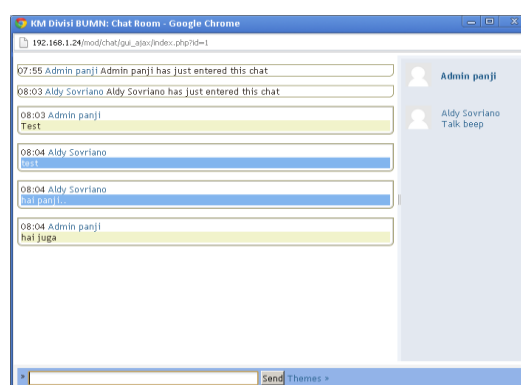 KM Divisi BUMN: Chat Room - Google Chrome
192.168.1.24/mod/chat/gui_ajax/index.php?id=1
07:55 Admin panji Admin panji has just entered this chat
08:03 Aldy Sovriano Aldy Sovriano has just entered this chat
08:03 Admin panji
Test
08:04 Aldy Sovriano
test
08:04 Aldy Sovriano
hai panji..
08:04 Admin panji
hai juga
Admin panji
Aldy Sovriano
Talk beep
» Send Themes »